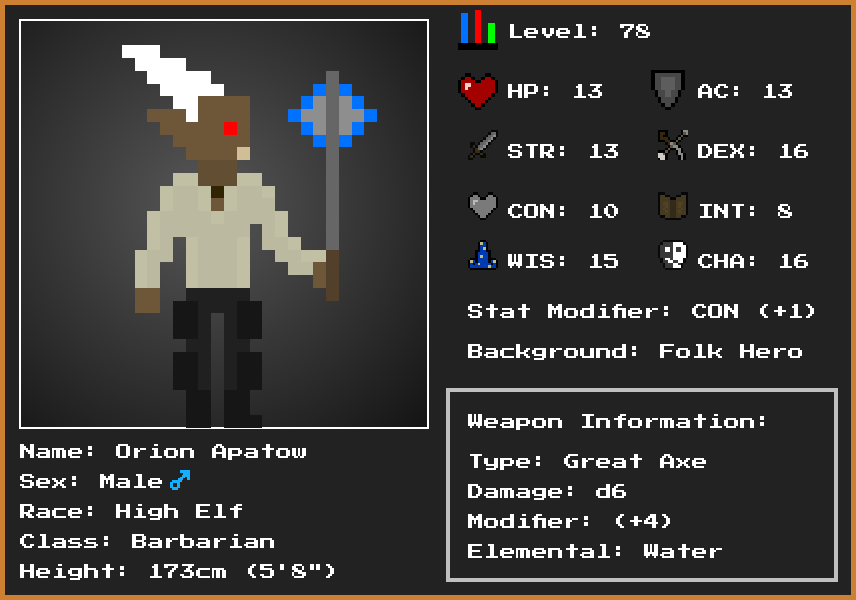 Level: 78
HP: 13
AC: 13
STR: 13
DEX: 16
CON: 10
INT: 8
WIS: 15
CHA: 16
Stat Modifier: CON (+1)
Background: Folk Hero
Weapon Information:
Type: Great Axe
Damage: d6
Modifier: (+4)
Elemental: Water
Name: Orion Apatow
Sex: Male♂
Race: High Elf
Class: Barbarian
Height: 173cm (5'8")